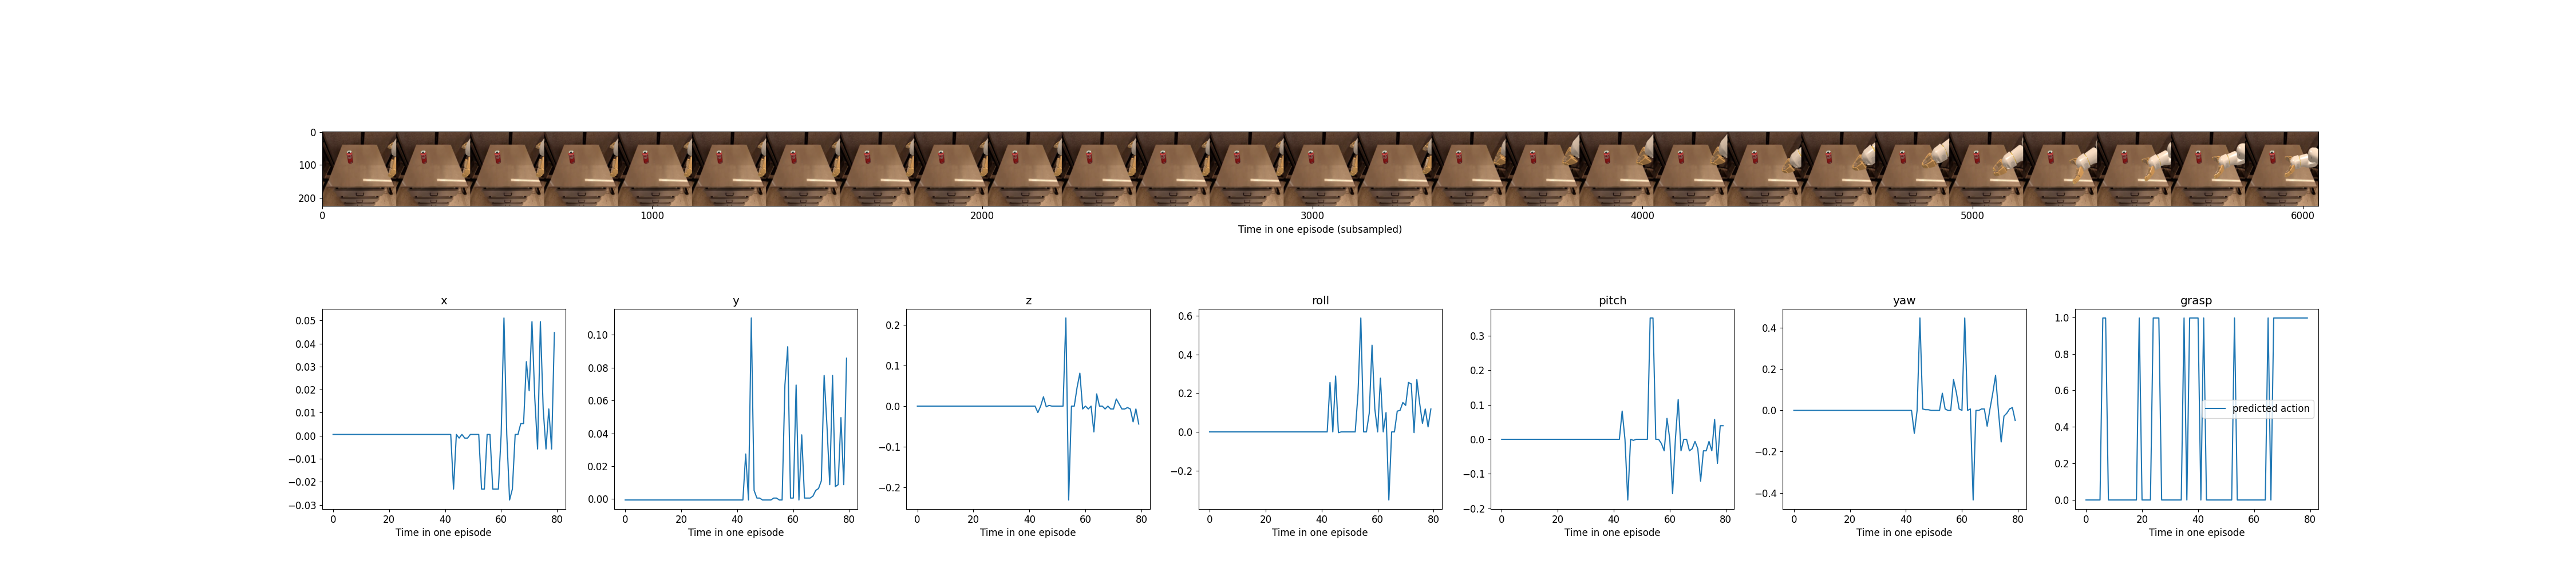 0
100
200
0 1000 2000 3000 4000 5000 6000
Time in one episode (subsampled)
x y z roll pitch yaw grasp
0.05
0.04
0.03
0.02
0.01
0.00
−0.01
−0.02
−0.03
0 20 40 60 80
Time in one episode
0.10
0.08
0.06
0.04
0.02
0.00
0 20 40 60 80
Time in one episode
0.2
0.1
0.0
−0.1
−0.2
0 20 40 60 80
Time in one episode
0.6
0.4
0.2
0.0
−0.2
0 20 40 60 80
Time in one episode
0.3
0.2
0.1
0.0
−0.1
−0.2
0 20 40 60 80
Time in one episode
0.4
0.2
0.0
−0.2
−0.4
0 20 40 60 80
Time in one episode
1.0
0.8
0.6
0.4
0.2
0.0
predicted action
0 20 40 60 80
Time in one episode